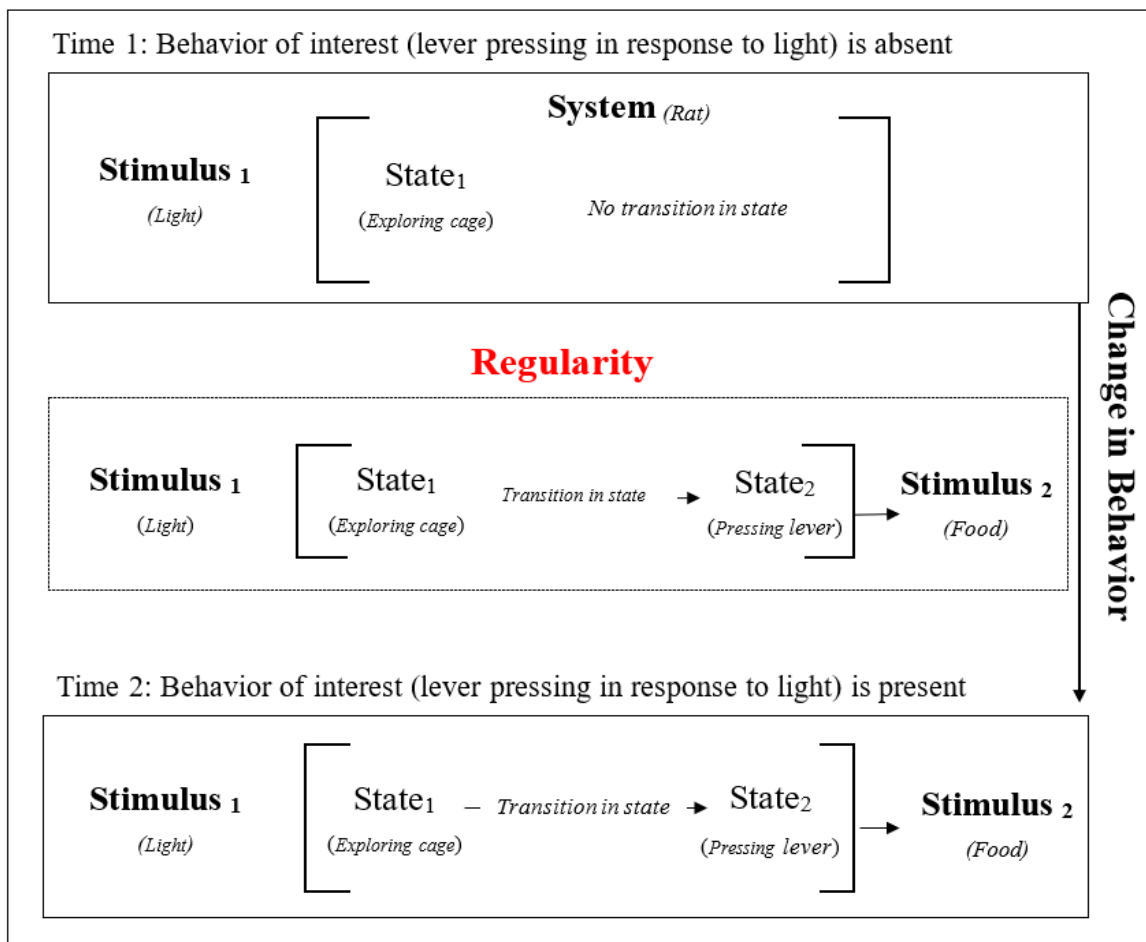 Time 1: Behavior of interest (lever pressing in response to light) is absent
System (Rat)
Stimulus 1
(Light)
State1
(Exploring cage)
No transition in state
Change in Behavior
Regularity
Stimulus 1
(Light)
State1
(Exploring cage)
Transition in state
State2
(Pressing lever)
Stimulus 2
(Food)
Time 2: Behavior of interest (lever pressing in response to light) is present
Stimulus 1
(Light)
State1
(Exploring cage)
Transition in state
State2
(Pressing lever)
Stimulus 2
(Food)